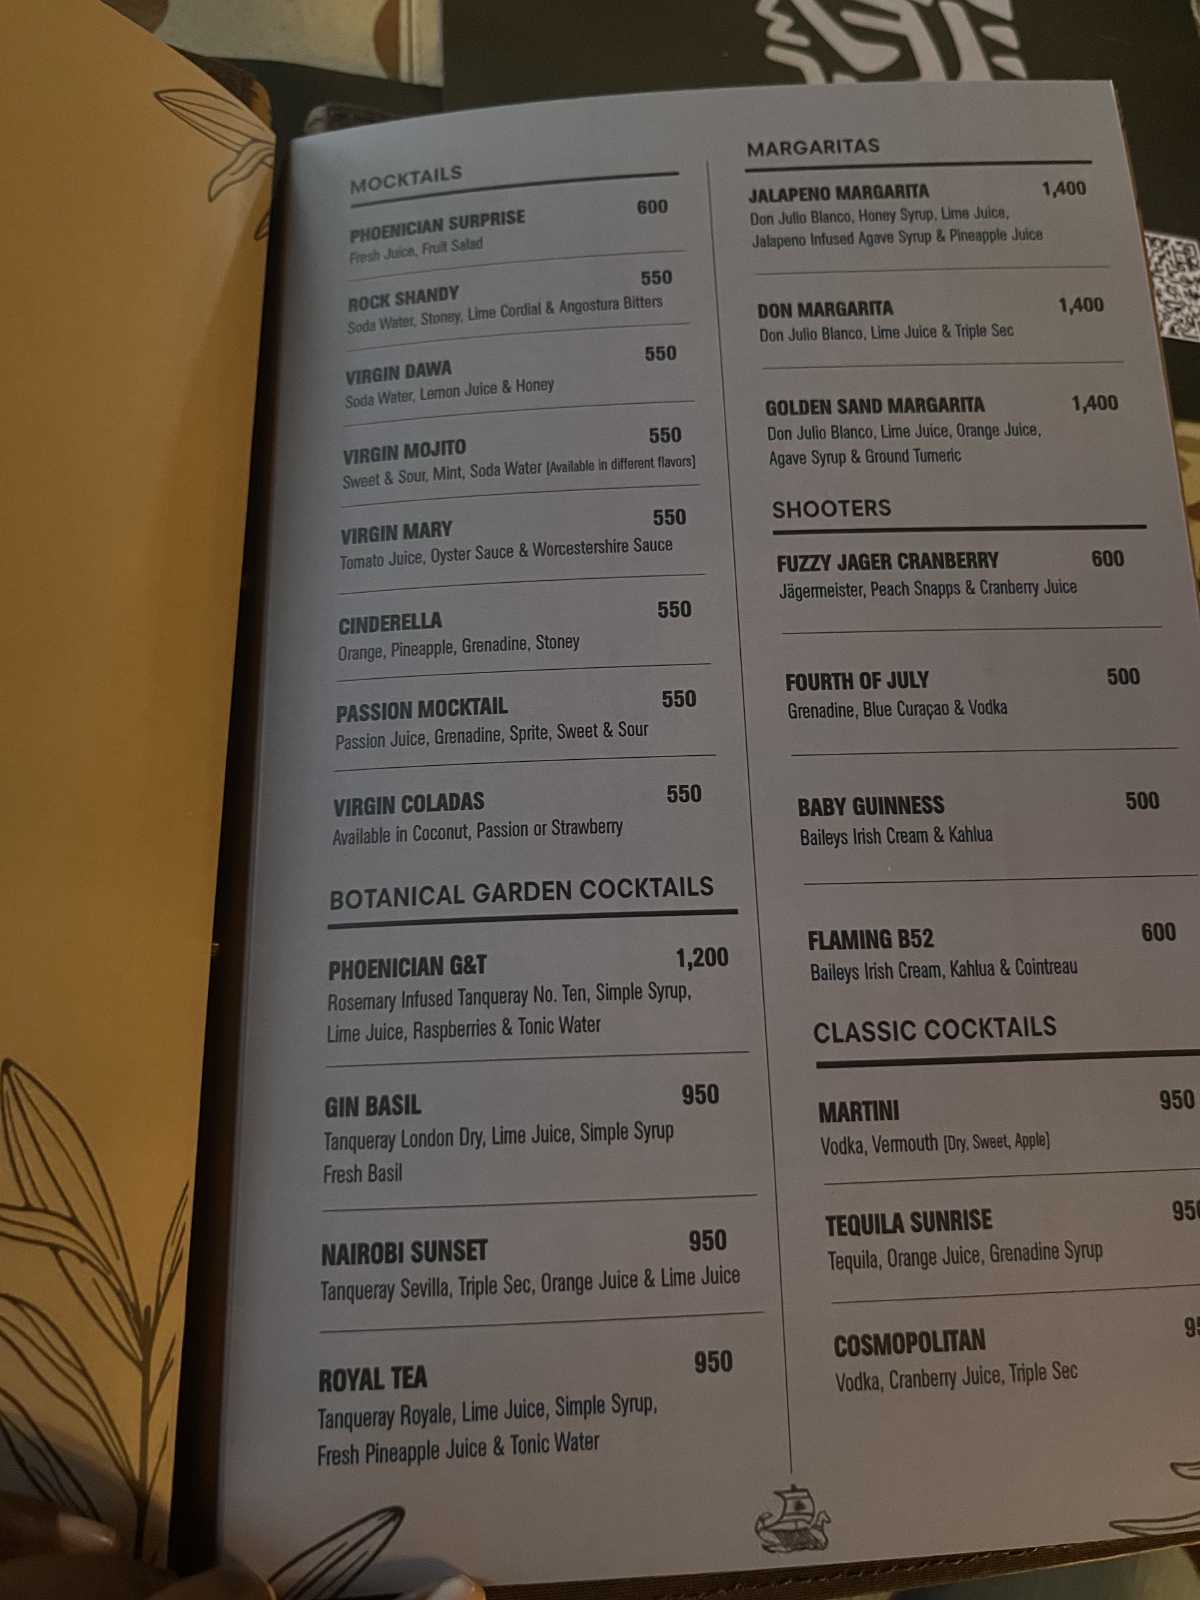 MOCKTAILS
PHOENICIAN SURPRISE 600
Fresh Juice, Fruit Salad
ROCK SHANDY 550
Soda Water, Stoney, Lime Cordial & Angostura Bitters
VIRGIN DAWA 550
Soda Water, Lemon Juice & Honey
VIRGIN MOJITO 550
Sweet & Sour, Mint, Soda Water [Available in different flavors]
VIRGIN MARY 550
Tomato Juice, Oyster Sauce & Worcestershire Sauce
CINDERELLA 550
Orange, Pineapple, Grenadine, Stoney
PASSION MOCKTAIL 550
Passion Juice, Grenadine, Sprite, Sweet & Sour
VIRGIN COLADAS 550
Available in Coconut, Passion or Strawberry
BOTANICAL GARDEN COCKTAILS
PHOENICIAN G&T 1,200
Rosemary Infused Tanqueray No. Ten, Simple Syrup,
Lime Juice, Raspberries & Tonic Water
GIN BASIL 950
Tanqueray London Dry, Lime Juice, Simple Syrup
Fresh Basil
NAIROBI SUNSET 950
Tanqueray Sevilla, Triple Sec, Orange Juice & Lime Juice
ROYAL TEA 950
Tanqueray Royale, Lime Juice, Simple Syrup,
Fresh Pineapple Juice & Tonic Water
MARGARITAS
JALAPENO MARGARITA 1,400
Don Julio Blanco, Honey Syrup, Lime Juice,
Jalapeno Infused Agave Syrup & Pineapple Juice
DON MARGARITA 1,400
Don Julio Blanco, Lime Juice & Triple Sec
GOLDEN SAND MARGARITA 1,400
Don Julio Blanco, Lime Juice, Orange Juice,
Agave Syrup & Ground Tumeric
SHOOTERS
FUZZY JAGER CRANBERRY 600
Jägermeister, Peach Snapps & Cranberry Juice
FOURTH OF JULY 500
Grenadine, Blue Curaçao & Vodka
BABY GUINNESS 500
Baileys Irish Cream & Kahlua
FLAMING B52 600
Baileys Irish Cream, Kahlua & Cointreau
CLASSIC COCKTAILS
MARTINI 950
Vodka, Vermouth [Dry, Sweet, Apple]
TEQUILA SUNRISE 950
Tequila, Orange Juice, Grenadine Syrup
COSMOPOLITAN
Vodka, Cranberry Juice, Triple Sec